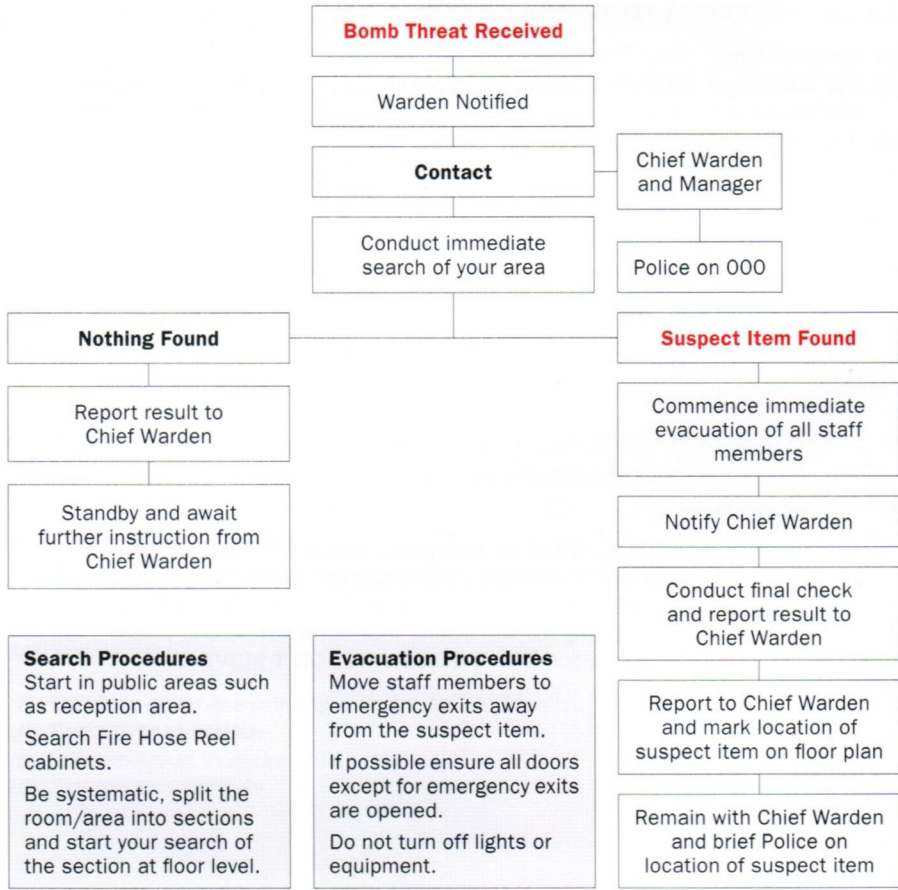 Bomb Threat Received
Warden Notified
Contact
Chief Warden
and Manager
Conduct immediate
search of your area
Police on 000
Nothing Found
Report result to
Chief Warden
Standby and await
further instruction from
Chief Warden
Suspect Item Found
Commence immediate
evacuation of all staff
members
Notify Chief Warden
Conduct final check
and report result to
Chief Warden
Report to Chief Warden
and mark location of
suspect item on floor plan
Remain with Chief Warden
and brief Police on
location of suspect item
Search Procedures
Start in public areas such
as reception area.
Search Fire Hose Reel
cabinets.
Be systematic, split the
room/area into sections
and start your search of
the section at floor level.
Evacuation Procedures
Move staff members to
emergency exits away
from the suspect item.
If possible ensure all doors
except for emergency exits
are opened.
Do not turn off lights or
equipment.